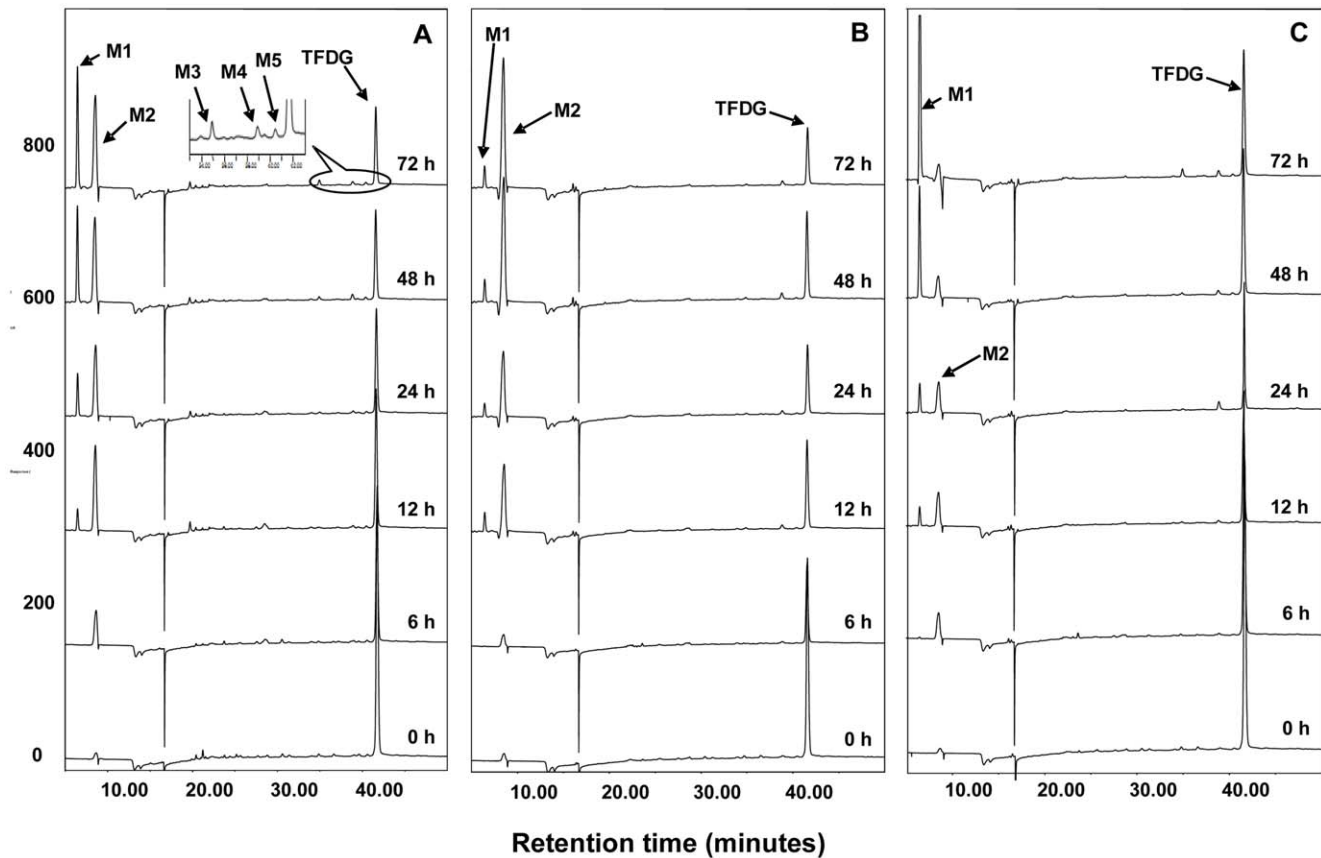 A
B
C
M1
M2
M3
M4
M5
TFDG
M1
M2
TFDG
M1
M2
TFDG
800
600
400
200
0
72 h
48 h
24 h
12 h
6 h
0 h
72 h
48 h
24 h
12 h
6 h
0 h
72 h
48 h
24 h
12 h
6 h
0 h
10.00 20.00 30.00 40.00
10.00 20.00 30.00 40.00
10.00 20.00 30.00 40.00
Retention time (minutes)